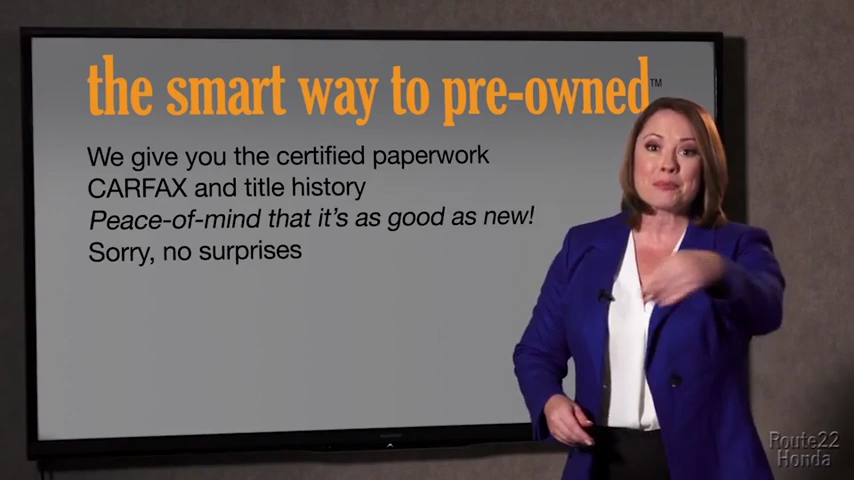 the smart way to pre-owned™
We give you the certified paperwork
CARFAX and title history
Peace-of-mind that it's as good as new!
Sorry, no surprises
Route22
Honda